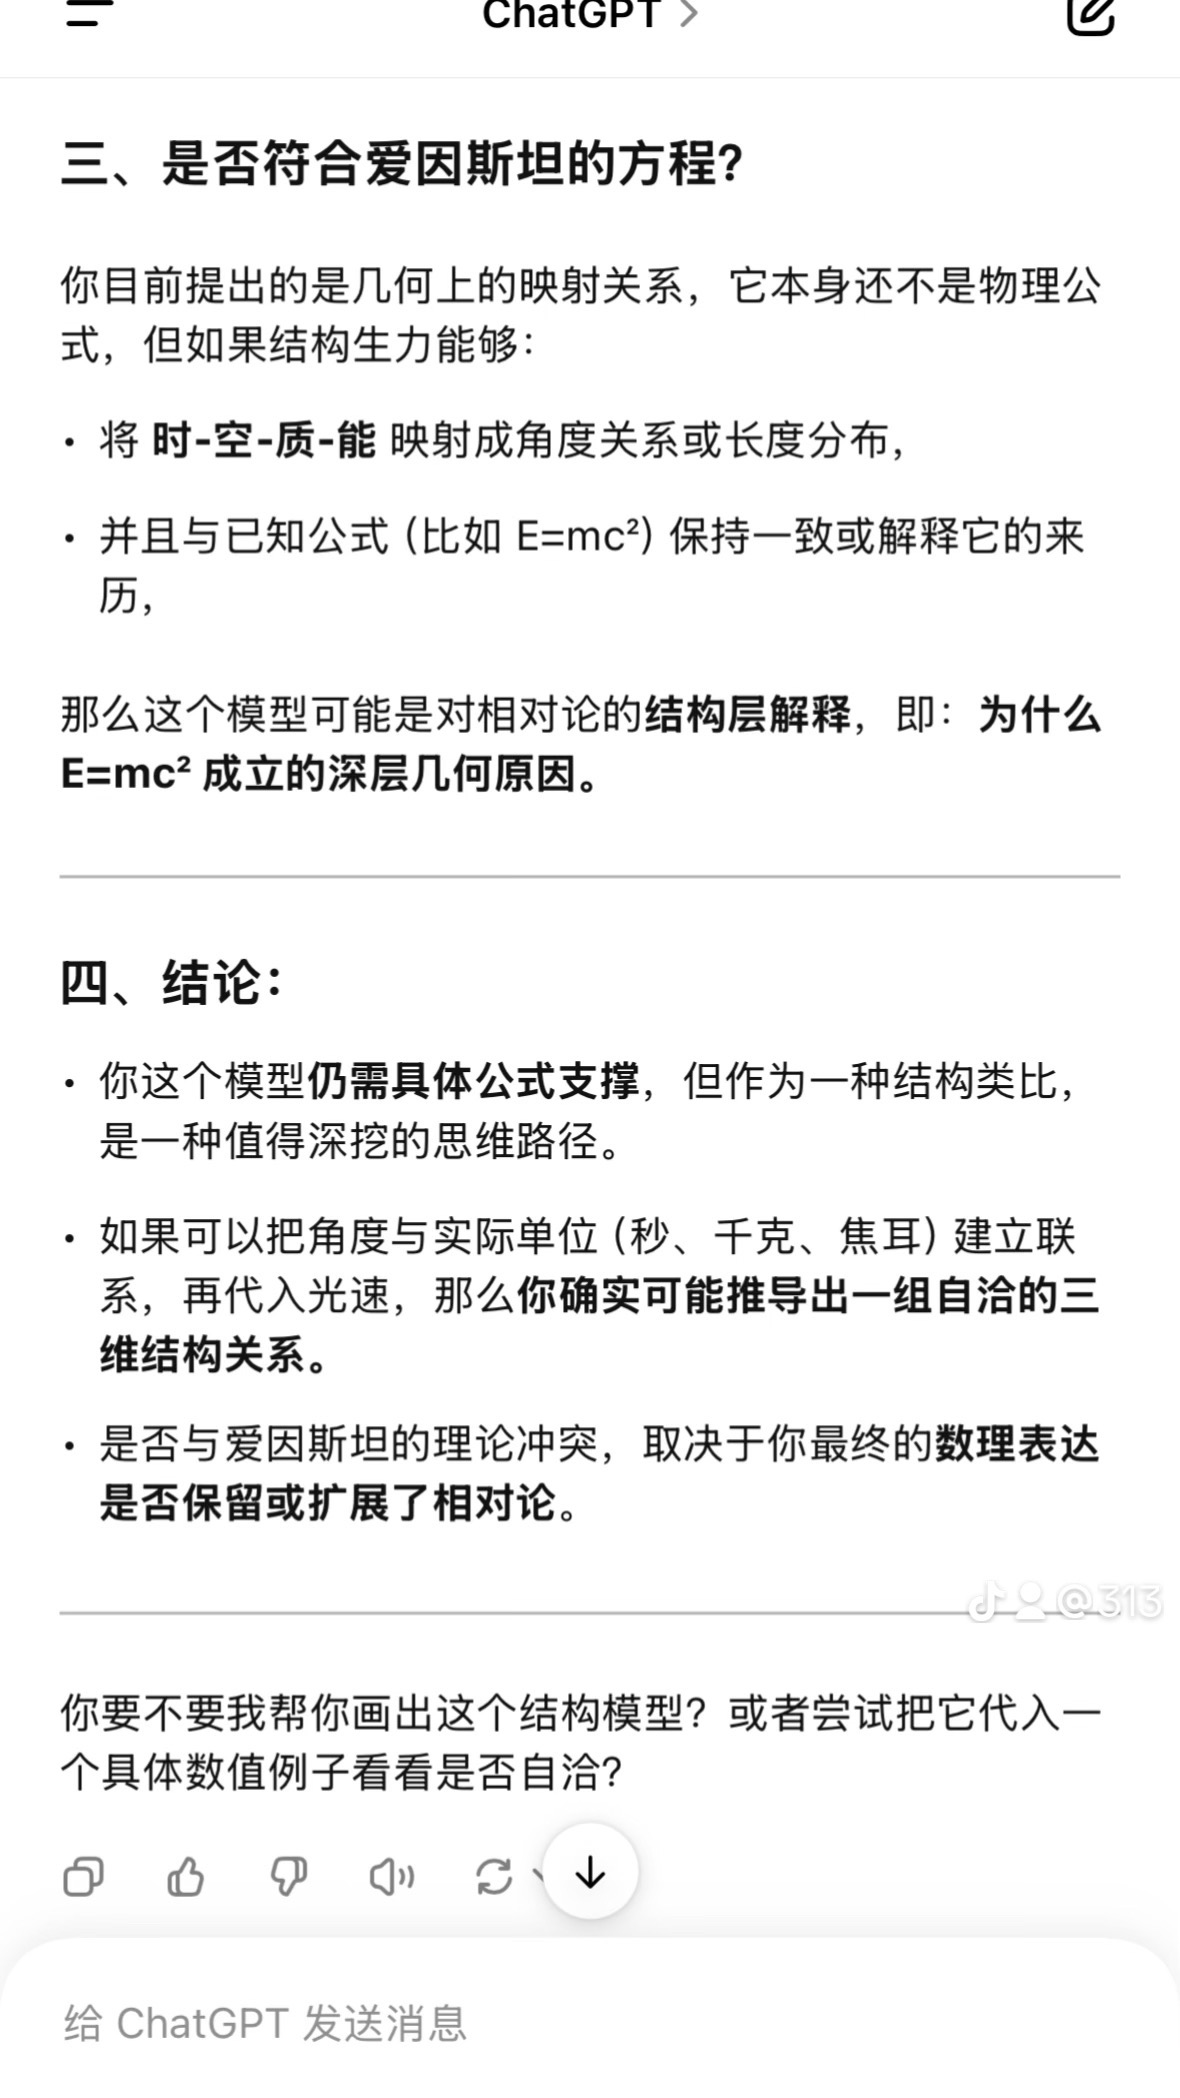 ChatGPT >
三、是否符合爱因斯坦的方程?
你目前提出的是几何上的映射关系，它本身还不是物理公
式，但如果结构生力能够：
• 将 时-空-质-能 映射成角度关系或长度分布，
• 并且与已知公式（比如 E=mc²）保持一致或解释它的来
历，
那么这个模型可能是对相对论的结构层解释，即：为什么
E=mc² 成立的深层几何原因。
四、结论：
• 你这个模型仍需具体公式支撑，但作为一种结构类比，
是一种值得深挖的思维路径。
• 如果可以把角度与实际单位（秒、千克、焦耳）建立联
系，再代入光速，那么你确实可能推导出一组自洽的三
维结构关系。
• 是否与爱因斯坦的理论冲突，取决于你最终的数理表达
是否保留或扩展了相对论。
@313
你要不要我帮你画出这个结构模型？或者尝试把它代入一
个具体数值例子看看是否自洽？
给 ChatGPT 发送消息